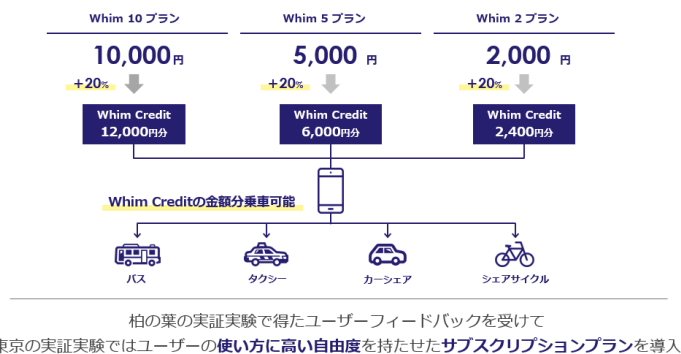 Whim 10 プラン
Whim 5 プラン
Whim 2 プラン
10,000円
5,000 円
2,000 円
+20%
+20%
+20%
Whim Credit
12,000円分
Whim Credit
6,000円分
Whim Credit
2,400円分
Whim Creditの金額分乗車可能
バス
タクシー
カーシェア
シェアサイクル
柏の葉の実証実験で得たユーザーフィードバックを受けて
東京の実証実験ではユーザーの使い方に高い自由度を持たせたサブスクリプションプランを導入